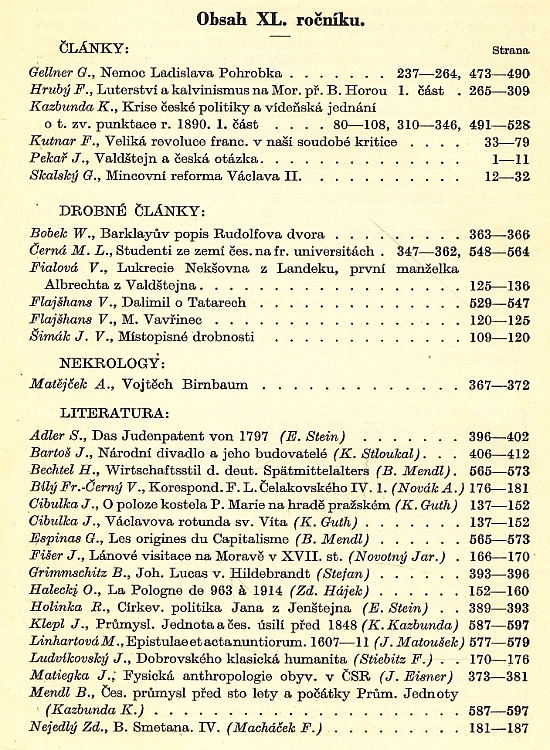 Obsah XL. ročníku.
ČLÁNKY: Strana
Gellner G., Nemoc Ladislava Pohrobka . . . . . . . 237—264, 473—490
Hrubý F., Luterství a kalvinismus na Mor. př. B. Horou 1. část . 265—309
Kazbunda K., Krise české politiky a vídeňská jednání
o t. zv. punktace r. 1890. 1. část . . . . 80—108, 310—346, 491—528
Kutnar F., Veliká revoluce franc. v naší soudobé kritice . . . . 33—79
Pekař J., Valdštejn a česká otázka. . . . . . . . . . . . . 1—11
Skalský G., Mincovní reforma Václava II. . . . . . . . . . . 12—32
DROBNÉ ČLÁNKY:
Bobek W., Barklayův popis Rudolfova dvora . . . . . . . . . 363—366
Černá M. L., Studenti ze zemí čes. na fr. universitách . 347—362, 548—564
Fialová V., Lukrecie Nekšovna z Landeku, první manželka
Albrechta z Valdštejna . . . . . . . . . . . . . . . . . 125—136
Flajšhans V., Dalimil o Tatarech . . . . . . . . . . . . . 529—547
Flajšhans V., M. Vavřinec . . . . . . . . . . . . . . . . 120—125
Šimák J. V., Místopisné drobnosti . . . . . . . . . . . . . 109—120
NEKROLOGY:
Matějček A., Vojtěch Birnbaum . . . . . . . . . . . . . 367—372
LITERATURA:
Adler S., Das Judenpatent von 1797 (E. Stein) . . . . . . . 396—402
Bartoš J., Národní divadlo a jeho budovatelé (K. Stloukal) . . . 406—412
Bechtel H., Wirtschaftsstil d. deut. Spätmittelalters (B. Mendl) . 565—573
Bílý Fr.-Černý V., Korespond. F. L. Čelakovského IV. 1. (Novák A.) 176—181
Cibulka J., O poloze kostela P. Marie na hradě pražském (K. Guth) . 137—152
Cibulka J., Václavova rotunda sv. Víta (K. Guth) . . . . . . . 137—152
Espinas G., Les origines du Capitalisme (B. Mendl) . . . . . . 565—573
Fišer J., Lánové visitace na Moravě v XVII. st. (Novotný Jar.) . 166—170
Grimmschitz B., Joh. Lucas v. Hildebrandt (Stefan) . . . . . . 393—396
Halecki O., La Pologne de 963 à 1914 (Zd. Hájek) . . . . . . 152—160
Holinka R., Církev. politika Jana z Jenštejna (E. Stein) . . 389—393
Klepl J., Průmysl. Jednota a čes. úsilí před 1848 (K. Kazbunda) 587—597
Linhartová M., Epistulae et acta nuntiorum. 1607—11 (J. Matoušek) 577—579
Ludvíkovský J., Dobrovského klasická humanita (Stiebitz F.) . . 170—176
Matiegka J., Fysická anthropologie obyv. v ČSR (J. Eisner) 373—381
Mendl B., Čes. průmysl před sto lety a počátky Prům. Jednoty
(Kazbunda K.) . . . . . . . . . . . . . . . . . . . . 587—597
Nejedlý Zd., B. Smetana. IV. (Macháček F.) . . . . . . . . . 181—187